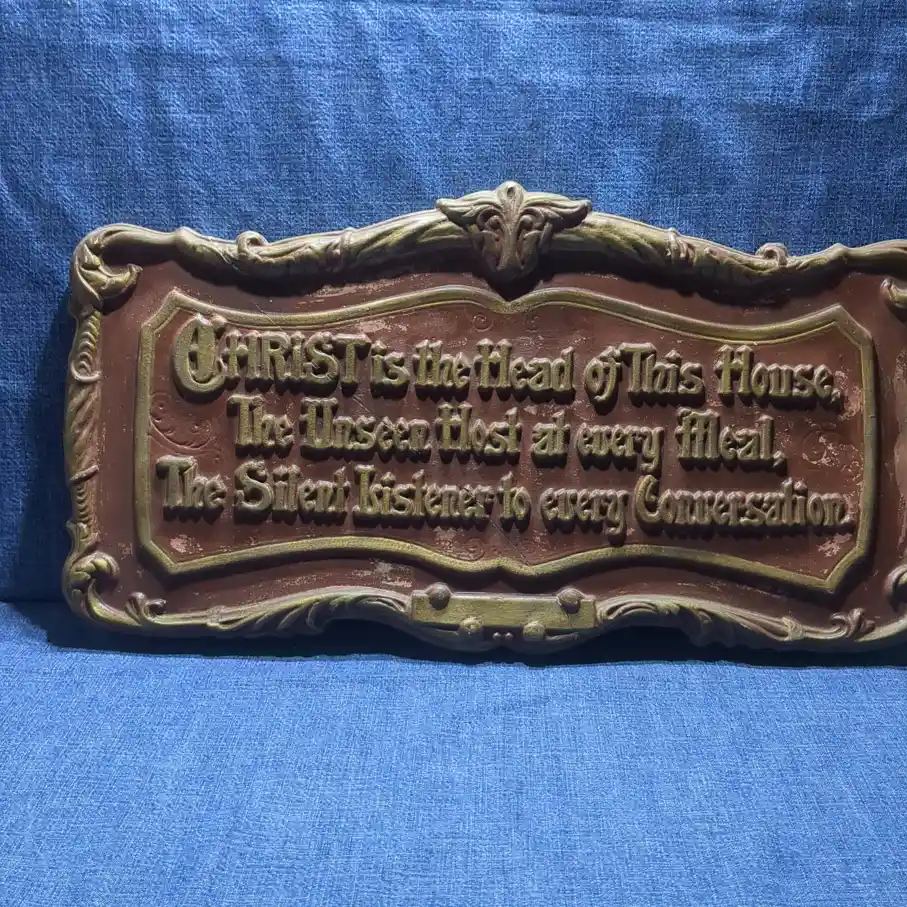 CHRiST is the Head of This House,
The Unseen Host at every Meal,
The Silent Listener to every Conversation.